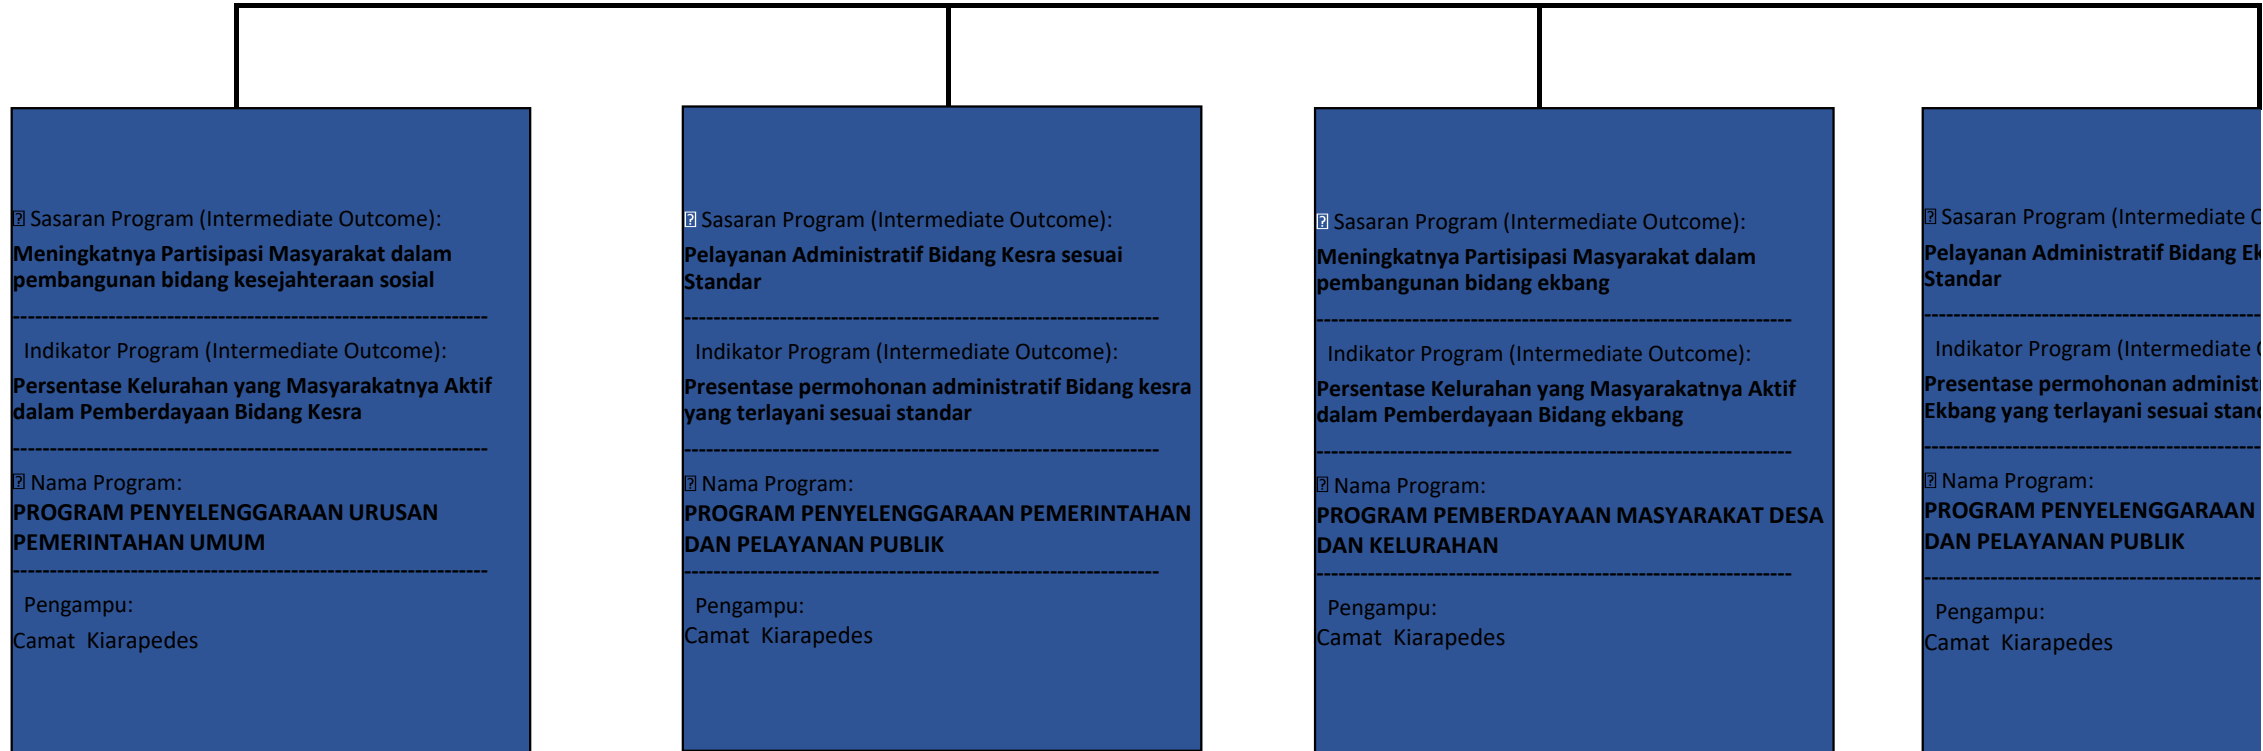 Sasaran Program (Intermediate Outcome):
Meningkatnya Partisipasi Masyarakat dalam
pembangunan bidang kesejahteraan sosial
--------------------------------------------------------------
Indikator Program (Intermediate Outcome):
Persentase Kelurahan yang Masyarakatnya Aktif
dalam Pemberdayaan Bidang Kesra
--------------------------------------------------------------
Nama Program:
PROGRAM PENYELENGGARAAN URUSAN
PEMERINTAHAN UMUM
--------------------------------------------------------------
Pengampu:
Camat Kiarapedes
Sasaran Program (Intermediate Outcome):
Pelayanan Administratif Bidang Kesra sesuai
Standar
--------------------------------------------------------------
Indikator Program (Intermediate Outcome):
Presentase permohonan administratif Bidang kesra
yang terlayani sesuai standar
--------------------------------------------------------------
Nama Program:
PROGRAM PENYELENGGARAAN PEMERINTAHAN
DAN PELAYANAN PUBLIK
--------------------------------------------------------------
Pengampu:
Camat Kiarapedes
Sasaran Program (Intermediate Outcome):
Meningkatnya Partisipasi Masyarakat dalam
pembangunan bidang ekbang
--------------------------------------------------------------
Indikator Program (Intermediate Outcome):
Persentase Kelurahan yang Masyarakatnya Aktif
dalam Pemberdayaan Bidang ekbang
--------------------------------------------------------------
Nama Program:
PROGRAM PEMBERDAYAAN MASYARAKAT DESA
DAN KELURAHAN
--------------------------------------------------------------
Pengampu:
Camat Kiarapedes
Sasaran Program (Intermediate
Pelayanan Administratif Bidang
Standar
--------------------------------------------
Indikator Program (Intermediate
Presentase permohonan
Ekbang yang terlayani sesuai
--------------------------------------------
Nama Program:
PROGRAM PENYELENGGARAAN
DAN PELAYANAN PUBLIK
--------------------------------------------
Pengampu:
Camat Kiarapedes